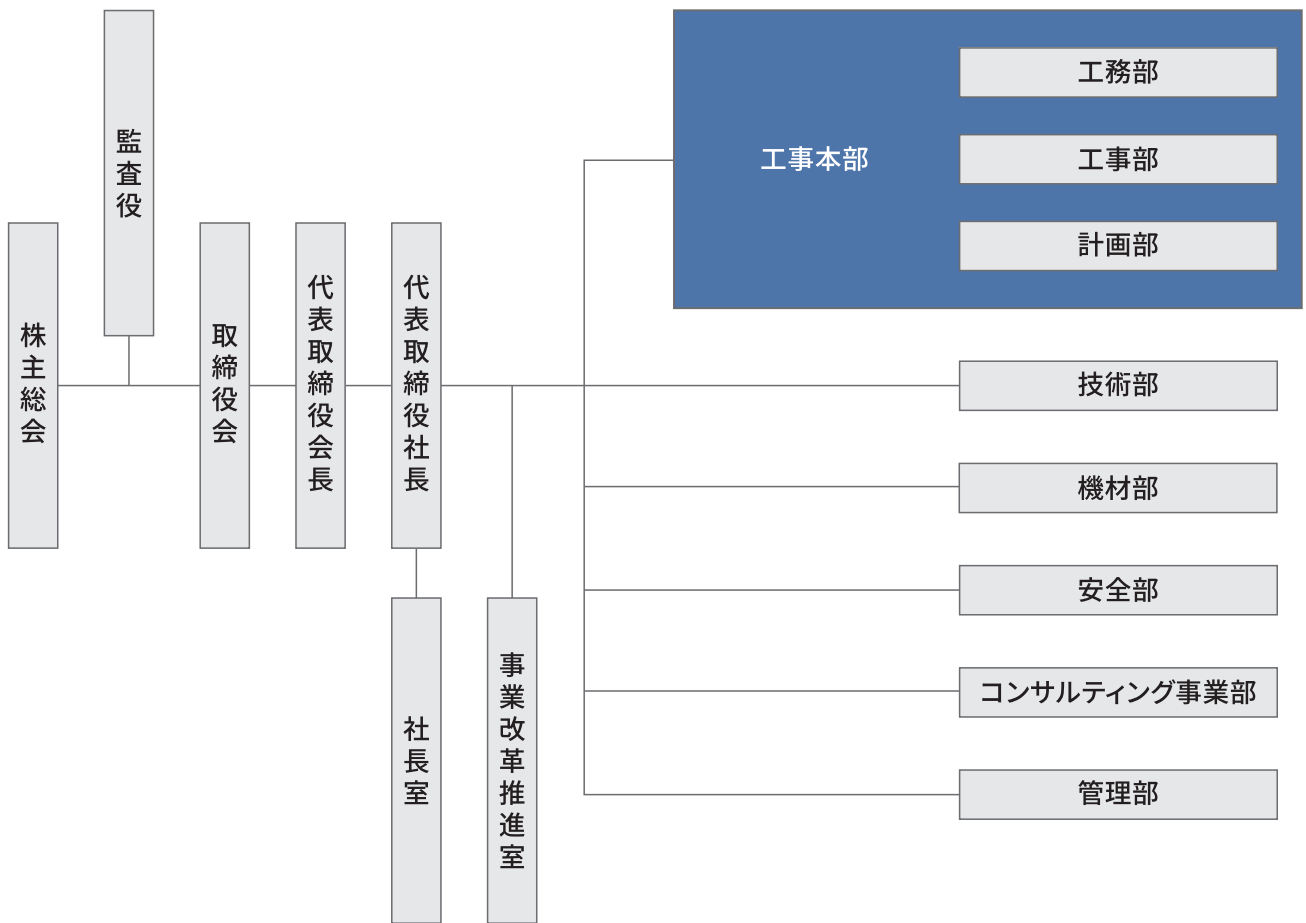 株主総会
監査役
取締役会
代表取締役会長
代表取締役社長
社長室
事業改革推進室
工事本部
工務部
工事部
計画部
技術部
機材部
安全部
コンサルティング事業部
管理部